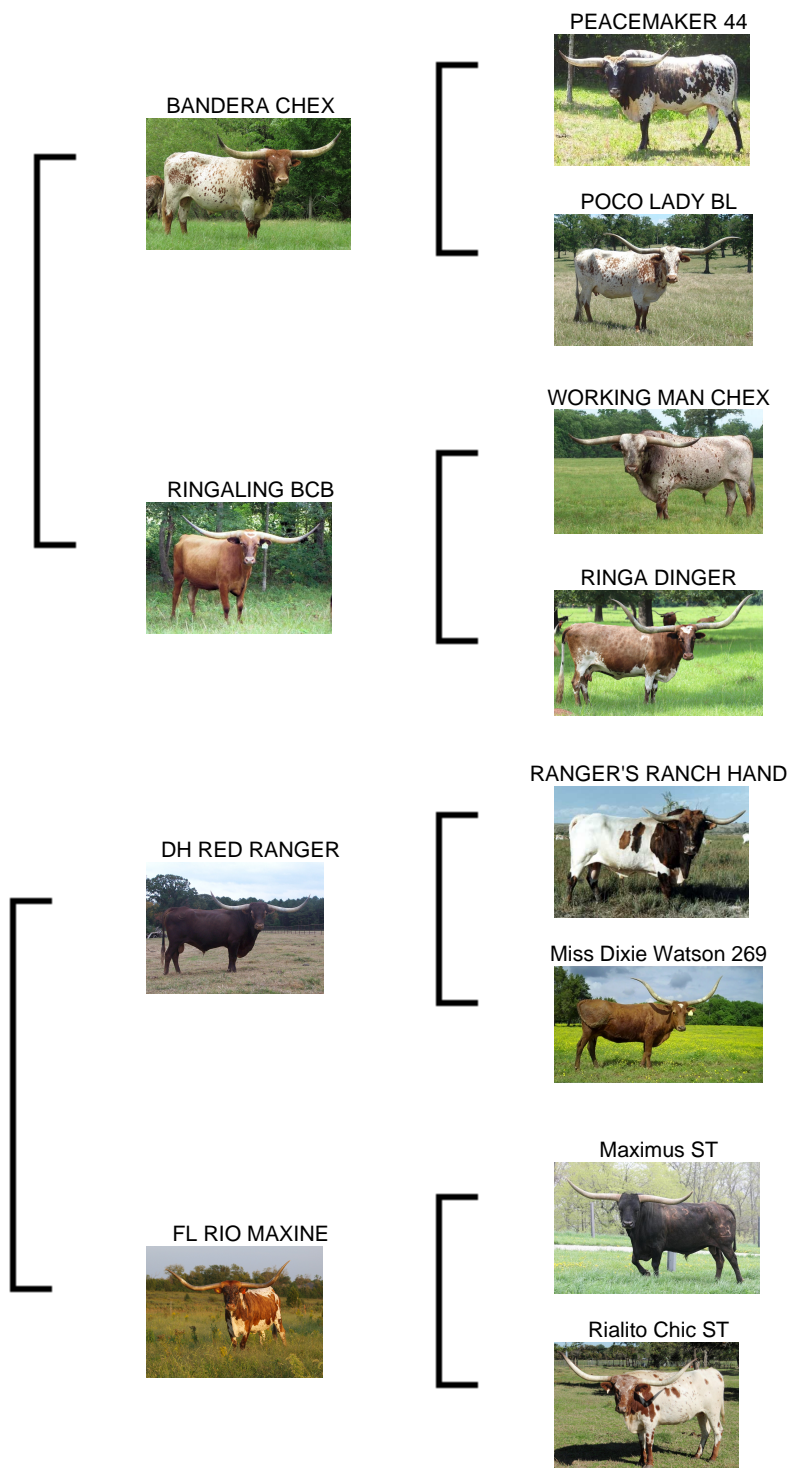 PEACEMAKER 44
BANDERA CHEX
POCO LADY BL
WORKING MAN CHEX
RINGALING BCB
RINGA DINGER
RANGER'S RANCH HAND
DH RED RANGER
Miss Dixie Watson 269
Maximus ST
FL RIO MAXINE
Rialito Chic ST